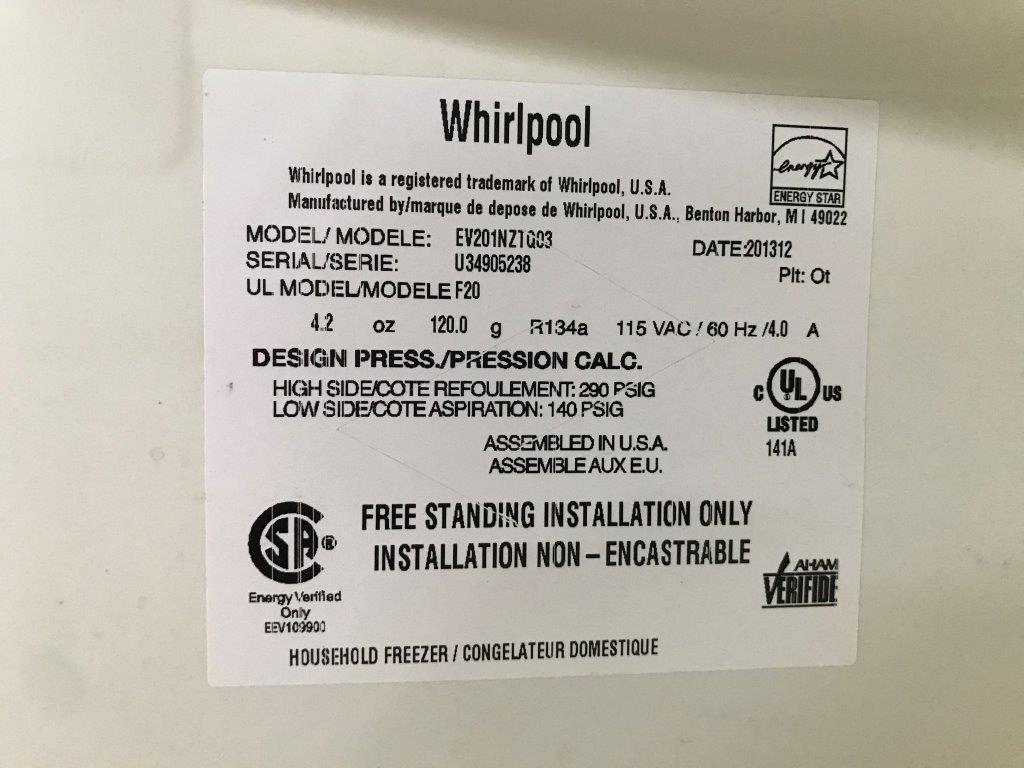 Whirlpool
energy
ENERGY STAR
Whirlpool is a registered trademark of Whirlpool, U.S.A.
Manufactured by/marque de depose de Whirlpool, U.S.A., Benton Harbor, MI 49022
MODEL/ MODELE: EV201NZTQ03
DATE:201312
SERIAL/SERIE: U34905238
Plt: Ot
UL MODEL/MODELE F20
4.2 oz 120.0 g R134a 115 VAC / 60 Hz /4.0 A
DESIGN PRESS./PRESSION CALC.
HIGH SIDE/COTE REFOULEMENT: 290 PSIG
LOW SIDE/COTE ASPIRATION: 140 PSIG
C UL US
LISTED
141A
ASSEMBLED IN U.S.A.
ASSEMBLE AUX E.U.
FREE STANDING INSTALLATION ONLY
INSTALLATION NON – ENCASTRABLE
SA ®
Energy Verified
Only
EEV109900
AHAM
VERIFIDE
HOUSEHOLD FREEZER / CONGELATEUR DOMESTIQUE